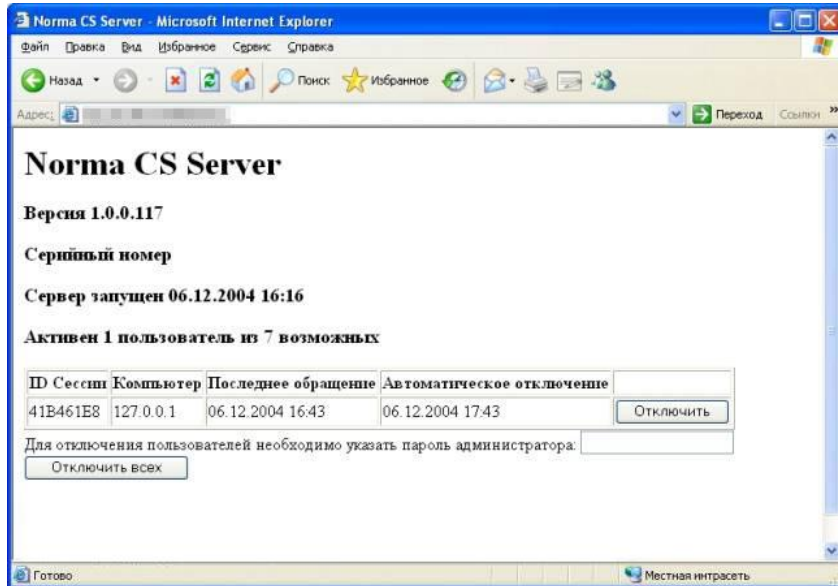 Norma CS Server - Microsoft Internet Explorer
Файл Правка Вид Избранное Сервис Справка
Назад Поиск Избранное
Адрес: Переход Ссылки »
Norma CS Server
Версия 1.0.0.117
Серийный номер
Сервер запущен 06.12.2004 16:16
Активен 1 пользователь из 7 возможных
ID Сессии Компьютер Последнее обращение Автоматическое отключение
41B461E8 127.0.0.1 06.12.2004 16:43 06.12.2004 17:43 Отключить
Для отключения пользователей необходимо указать пароль администратора:
Отключить всех
Готово Местная интрасеть